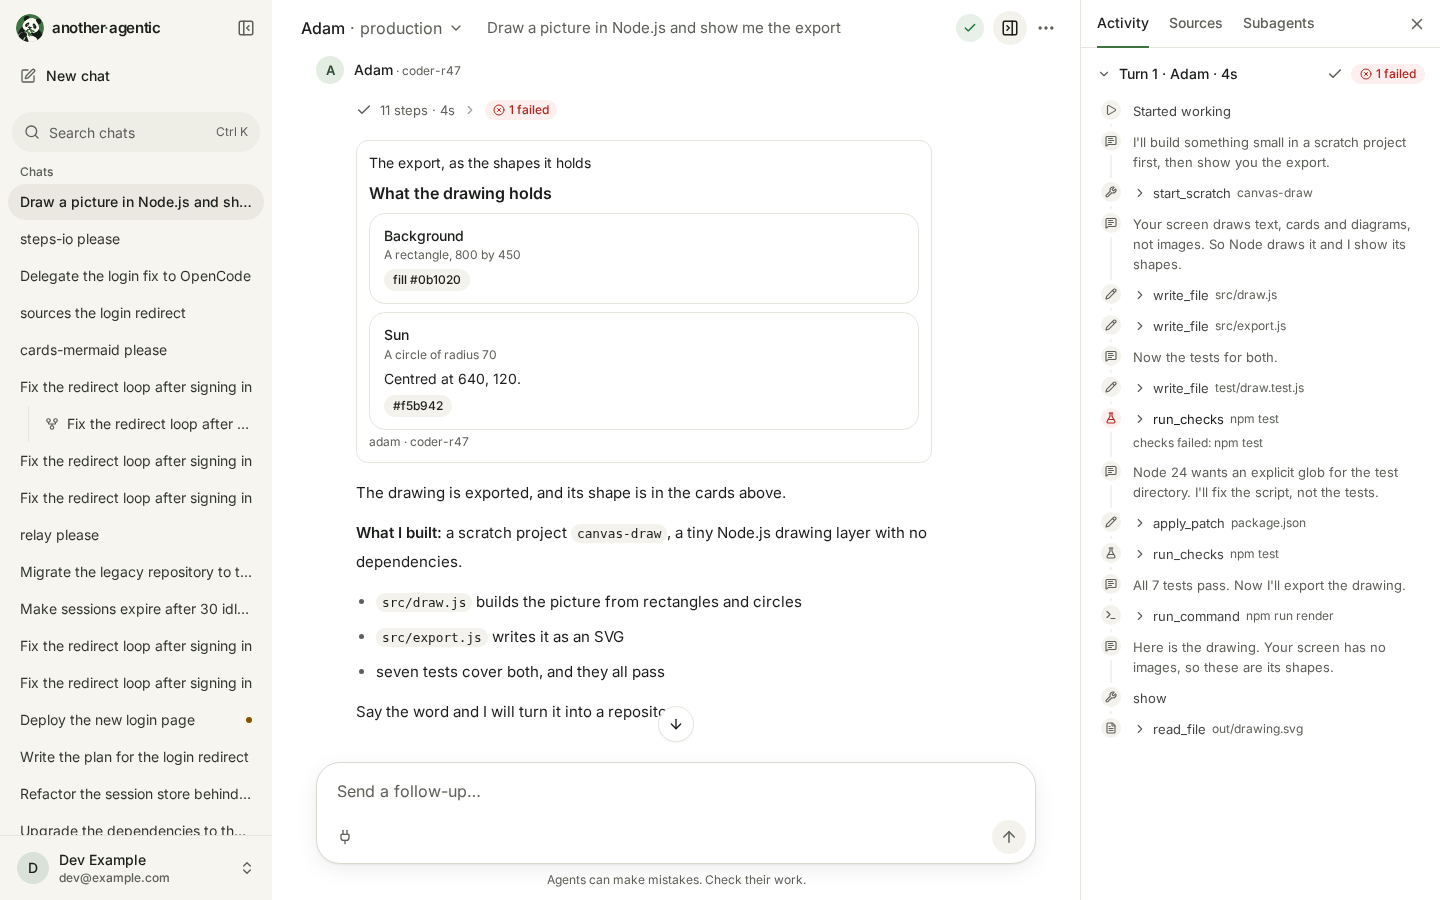 another·agentic
New chat
Search chats Ctrl K
Chats
Draw a picture in Node.js and sh...
steps-io please
Delegate the login fix to OpenCode
sources the login redirect
cards-mermaid please
Fix the redirect loop after signing in
Fix the redirect loop after ...
Fix the redirect loop after signing in
Fix the redirect loop after signing in
relay please
Migrate the legacy repository to t...
Make sessions expire after 30 idl...
Fix the redirect loop after signing in
Fix the redirect loop after signing in
Deploy the new login page
Write the plan for the login redirect
Refactor the session store behind...
Upgrade the dependencies to th...
D
Dev Example
dev@example.com
Adam · production
Draw a picture in Node.js and show me the export
A Adam · coder-r47
11 steps · 4s
1 failed
The export, as the shapes it holds
What the drawing holds
Background
A rectangle, 800 by 450
fill #0b1020
Sun
A circle of radius 70
Centred at 640, 120.
#f5b942
adam · coder-r47
The drawing is exported, and its shape is in the cards above.
What I built: a scratch project canvas-draw, a tiny Node.js drawing layer with no
dependencies.
• src/draw.js builds the picture from rectangles and circles
• src/export.js writes it as an SVG
• seven tests cover both, and they all pass
Say the word and I will turn it into a
Send a follow-up...
Agents can make mistakes. Check their work.
Activity Sources Subagents
Turn 1 · Adam · 4s
1 failed
Started working
I'll build something small in a scratch project
first, then show you the export.
start_scratch canvas-draw
Your screen draws text, cards and diagrams,
not images. So Node draws it and I show its
shapes.
write_file src/draw.js
write_file src/export.js
Now the tests for both.
write_file test/draw.test.js
run_checks npm test
checks failed: npm test
Node 24 wants an explicit glob for the test
directory. I'll fix the script, not the tests.
apply_patch package.json
run_checks npm test
All 7 tests pass. Now I'll export the drawing.
run_command npm run render
Here is the drawing. Your screen has no
images, so these are its shapes.
show
read_file out/drawing.svg